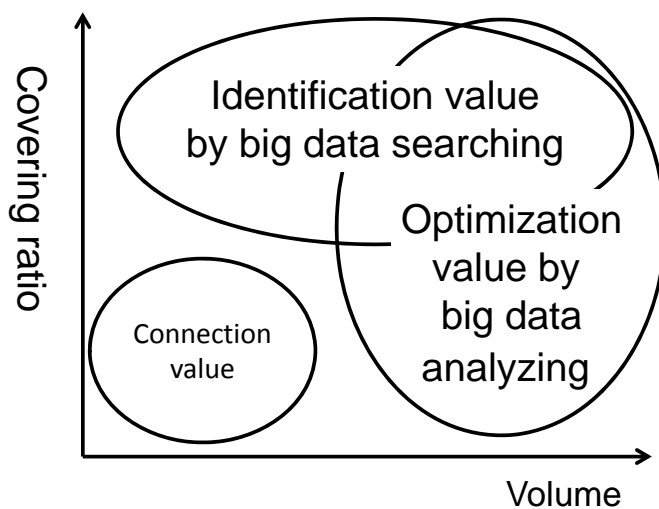 Covering ratio
Identification value
by big data searching
Optimization
value by
big data
analyzing
Connection
value
Volume